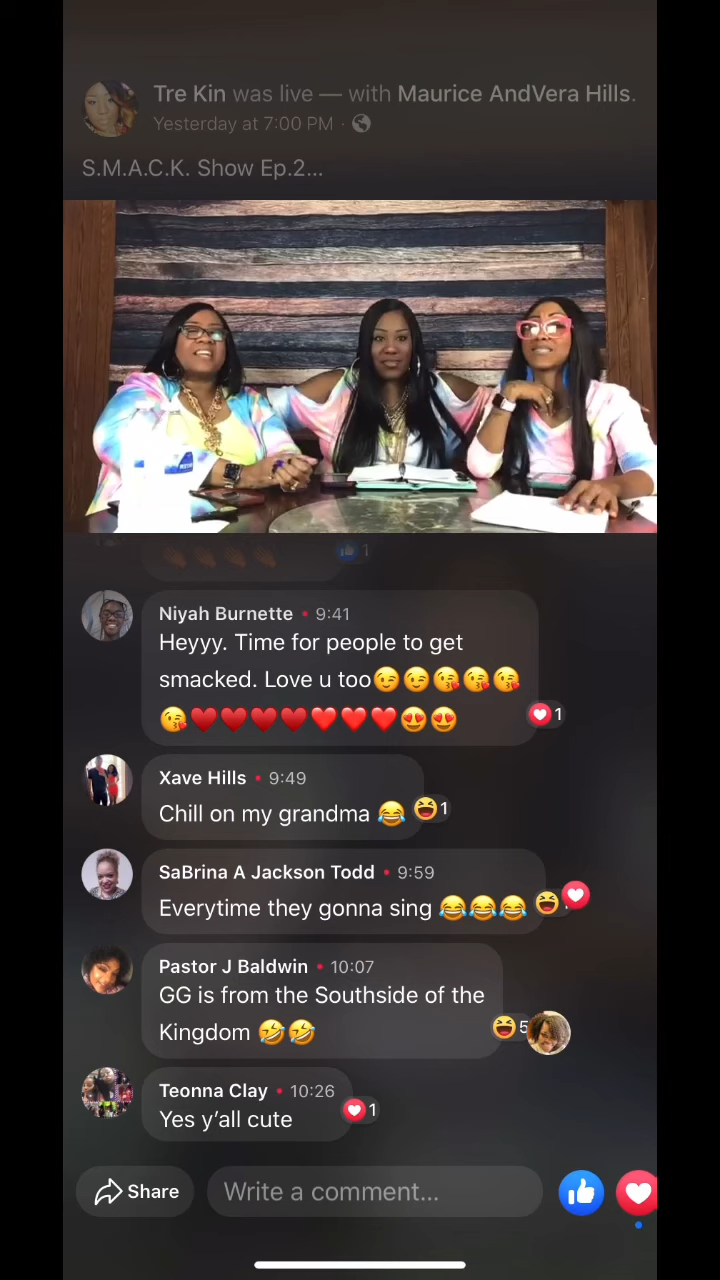 Tre Kin was live — with Maurice AndVera Hills.
Yesterday at 7:00 PM ·
S.M.A.C.K. Show Ep.2...
1
Niyah Burnette • 9:41
Heyyy. Time for people to get
smacked. Love u too😉😉😘😘😘
😘♥️♥️♥️♥️❤️❤️❤️😍😍
1
Xave Hills • 9:49
Chill on my grandma 😂
1
SaBrina A Jackson Todd • 9:59
Everytime they gonna sing 😂😂😂
Pastor J Baldwin • 10:07
GG is from the Southside of the
Kingdom 🤣🤣
5
Teonna Clay • 10:26
Yes y'all cute
1
Share
Write a comment...